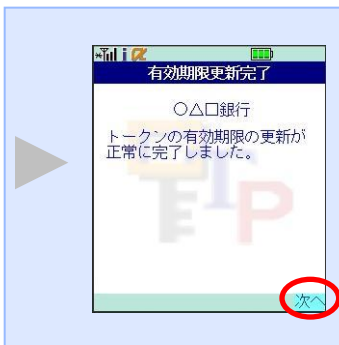 有効期限更新完了
○△□銀行
トークンの有効期限の更新が
正常に完了しました。
次へ